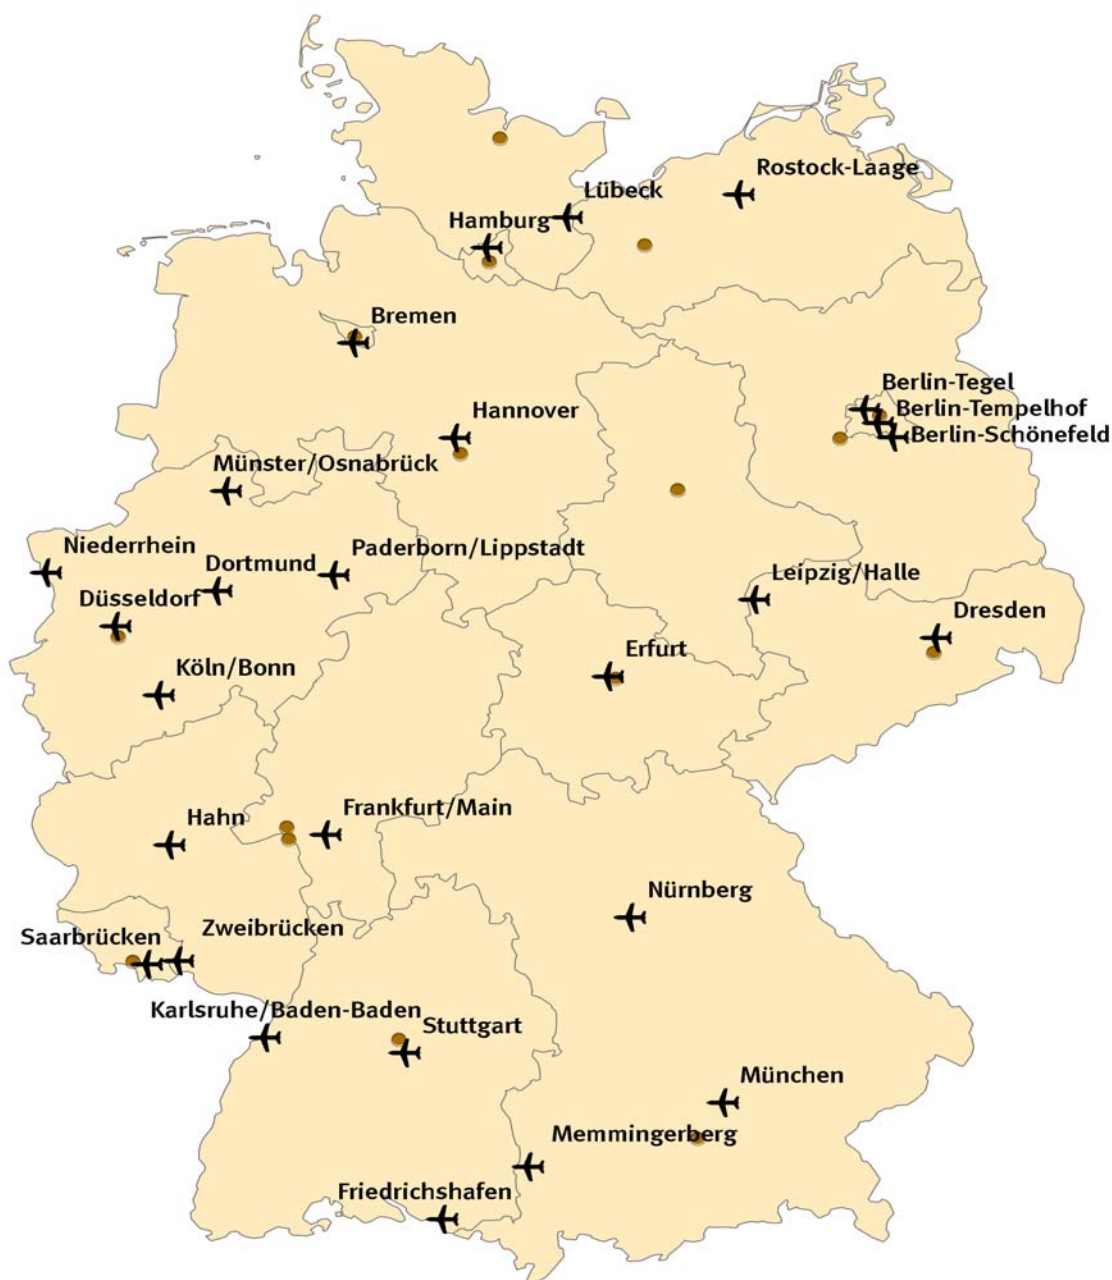 Rostock-Laage
Lübeck
Hamburg
Bremen
Berlin-Tegel
Hannover
Berlin-Tempelhof
Berlin-Schönefeld
Münster/Osnabrück
Niederrhein
Paderborn/Lippstadt
Dortmund
Leipzig/Halle
Düsseldorf
Dresden
Erfurt
Köln/Bonn
Frankfurt/Main
Hahn
Nürnberg
Zweibrücken
Saarbrücken
Karlsruhe/Baden-Baden
Stuttgart
München
Memmingerberg
Friedrichshafen